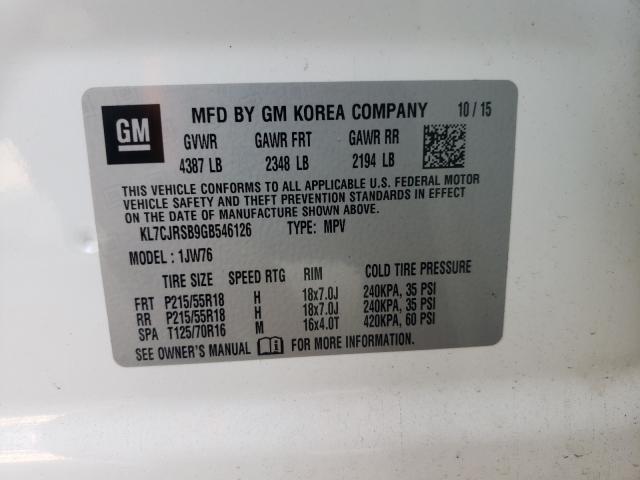 GM MFD BY GM KOREA COMPANY 10/15
GVWR GAWR FRT GAWR RR
4387 LB 2348 LB 2194 LB
THIS VEHICLE CONFORMS TO ALL APPLICABLE U.S. FEDERAL MOTOR
VEHICLE SAFETY AND THEFT PREVENTION STANDARDS IN EFFECT
ON THE DATE OF MANUFACTURE SHOWN ABOVE.
KL7CJRSB9GB546126 TYPE: MPV
MODEL: 1JW76
TIRE SIZE SPEED RTG RIM COLD TIRE PRESSURE
FRT P215/55R18 H 18x7.0J 240KPA, 35 PSI
RR P215/55R18 H 18x7.0J 240KPA, 35 PSI
SPA T125/70R16 M 16x4.0T 420KPA, 60 PSI
SEE OWNER'S MANUAL FOR MORE INFORMATION.